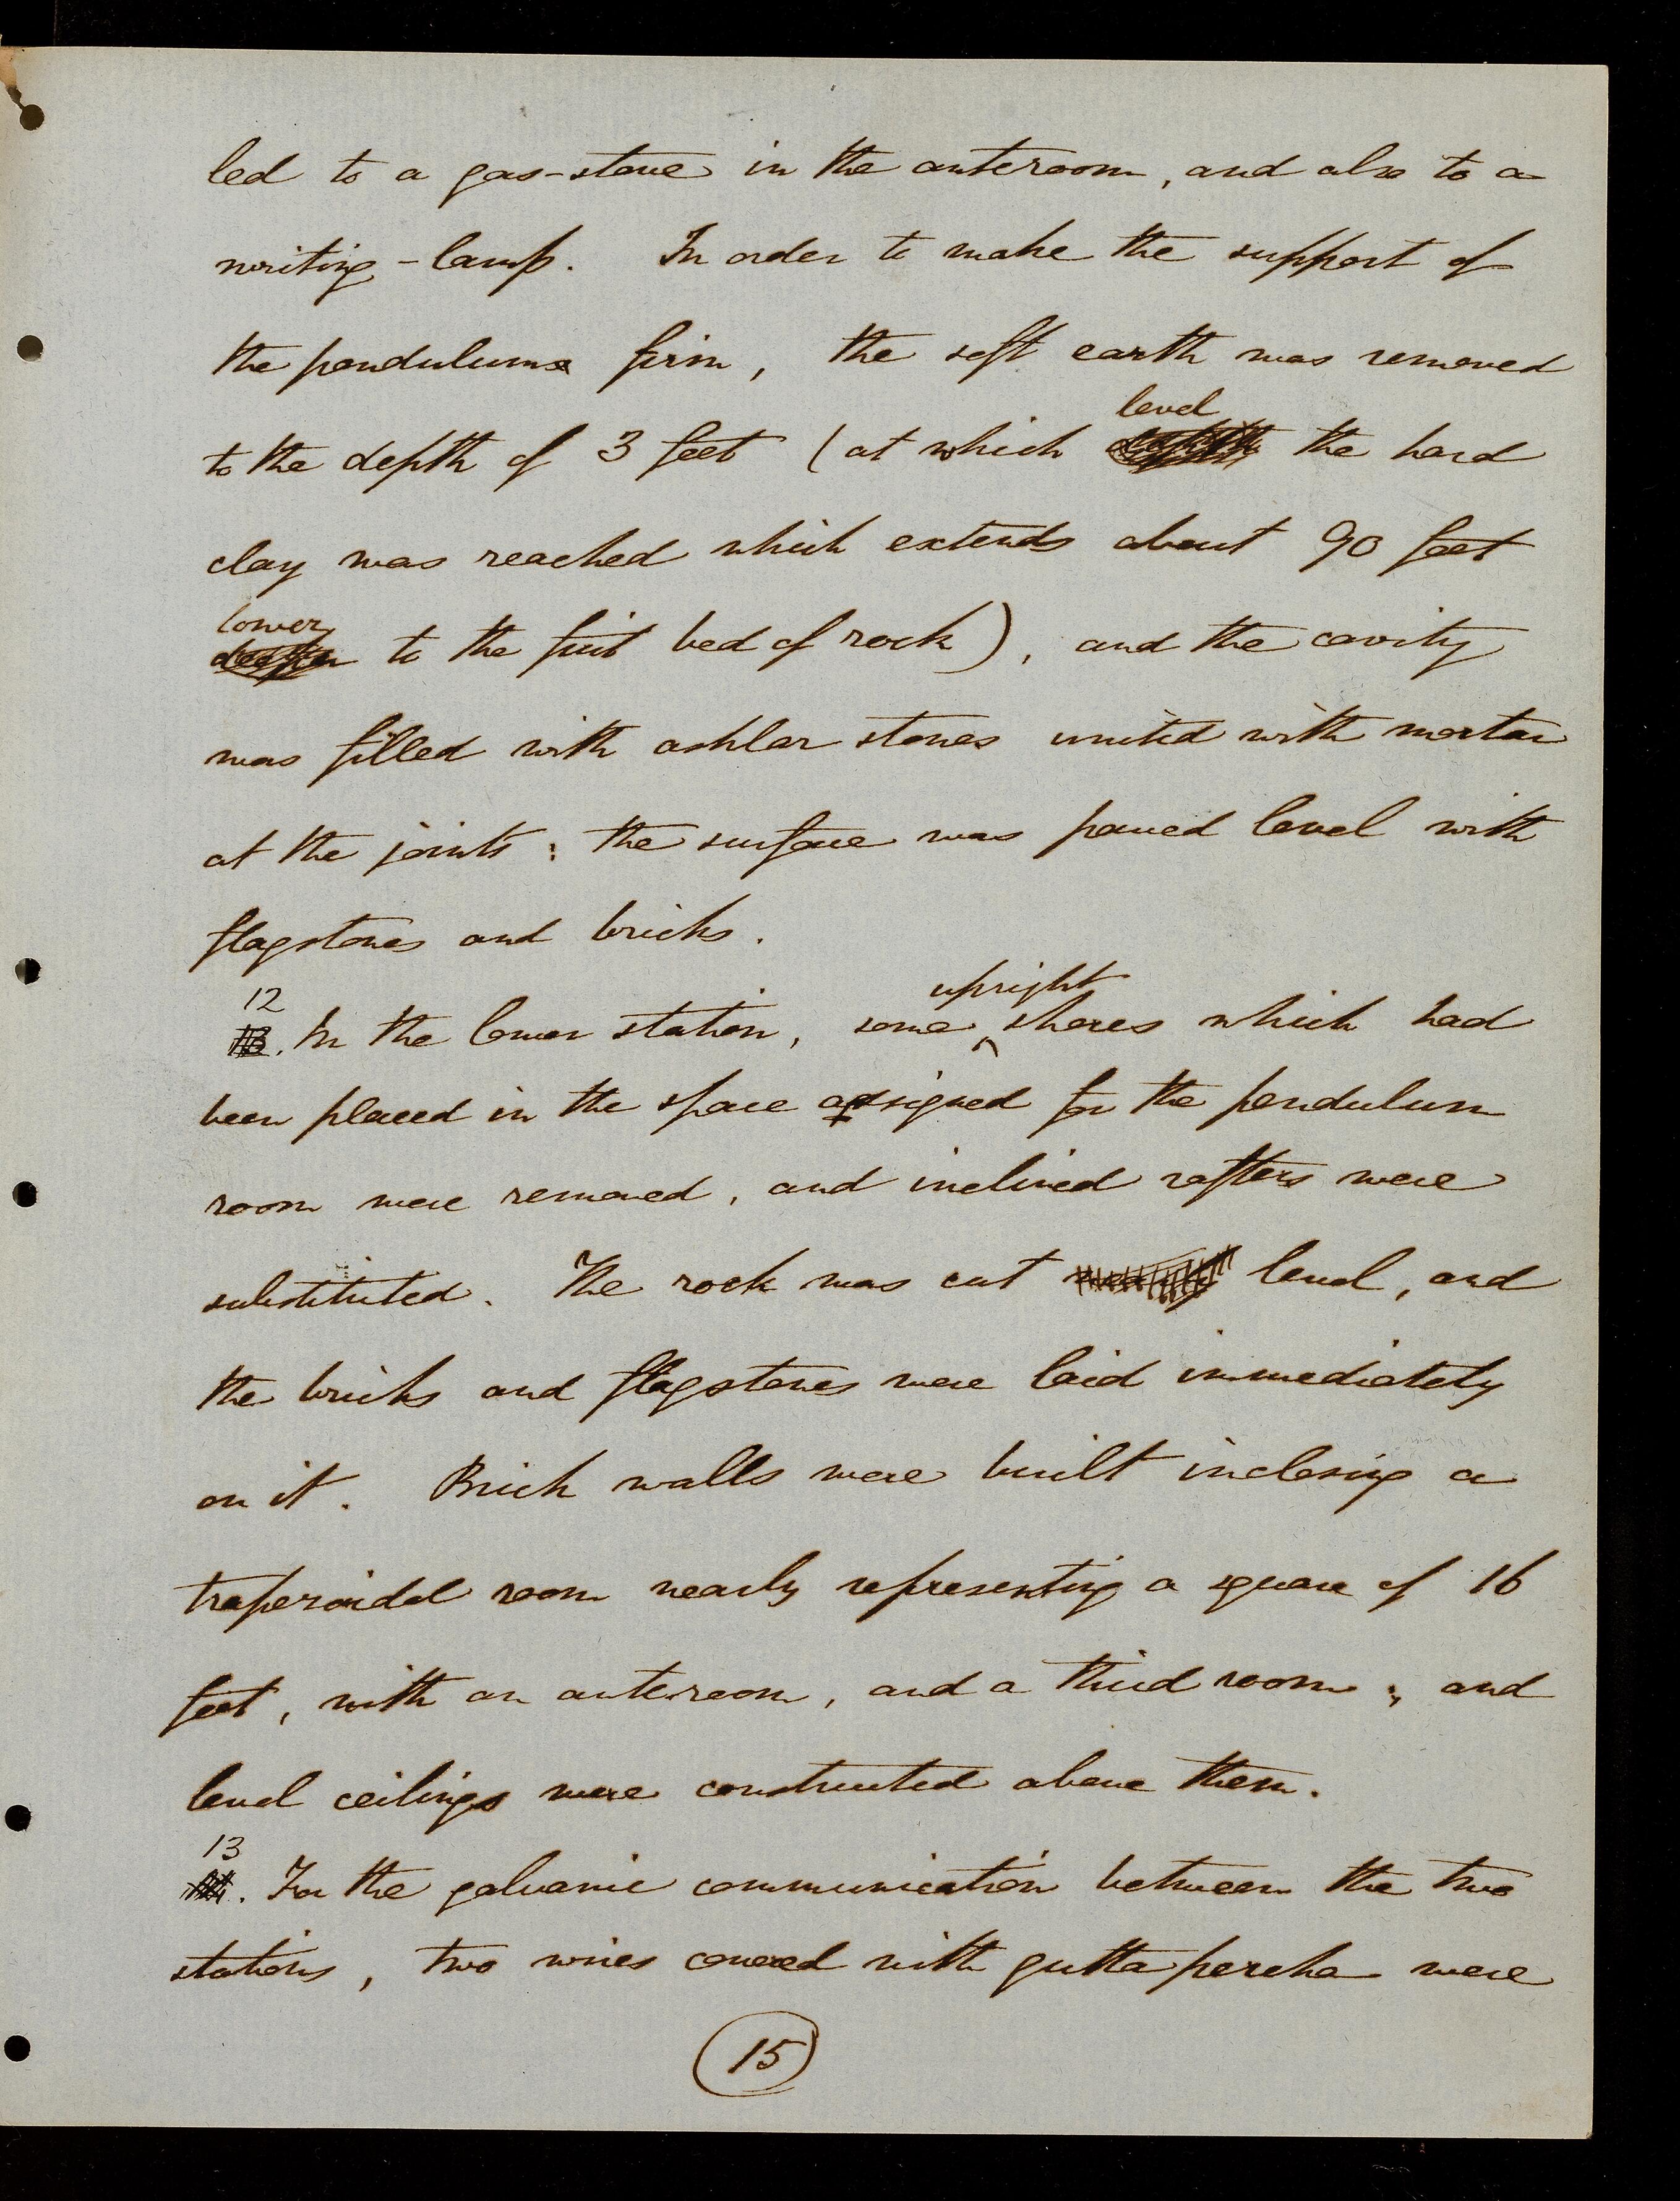 led to a gas-stove in the anteroom, and also to a
writing-lamp. In order to make the support of
the pendulums firm, the soft earth was removed
level
to the depth of 3 feet (at which depth the hard
clay was reached which extends about 90 feet
lower
deeper to the first bed of rock), and the cavity
was filled with ashlar stones united with mortar
at the joints: the surface was paved level with
flagstones and bricks.
12 upright
13. In the lower station, some ‸ shores which had
been placed in the space assigned for the pendulum
room were removed, and inclined rafters were
substituted. The rock was cut level, and
the bricks and flagstones were laid immediately
on it. Brick walls were built inclosing a
trapezoidal room nearly representing a square of 16
feet, with an ante-room, and a third room; and
level ceilings were constructed above them.
13
14. For the galvanic communication between the two
stations, two wires covered with gutta percha were
15